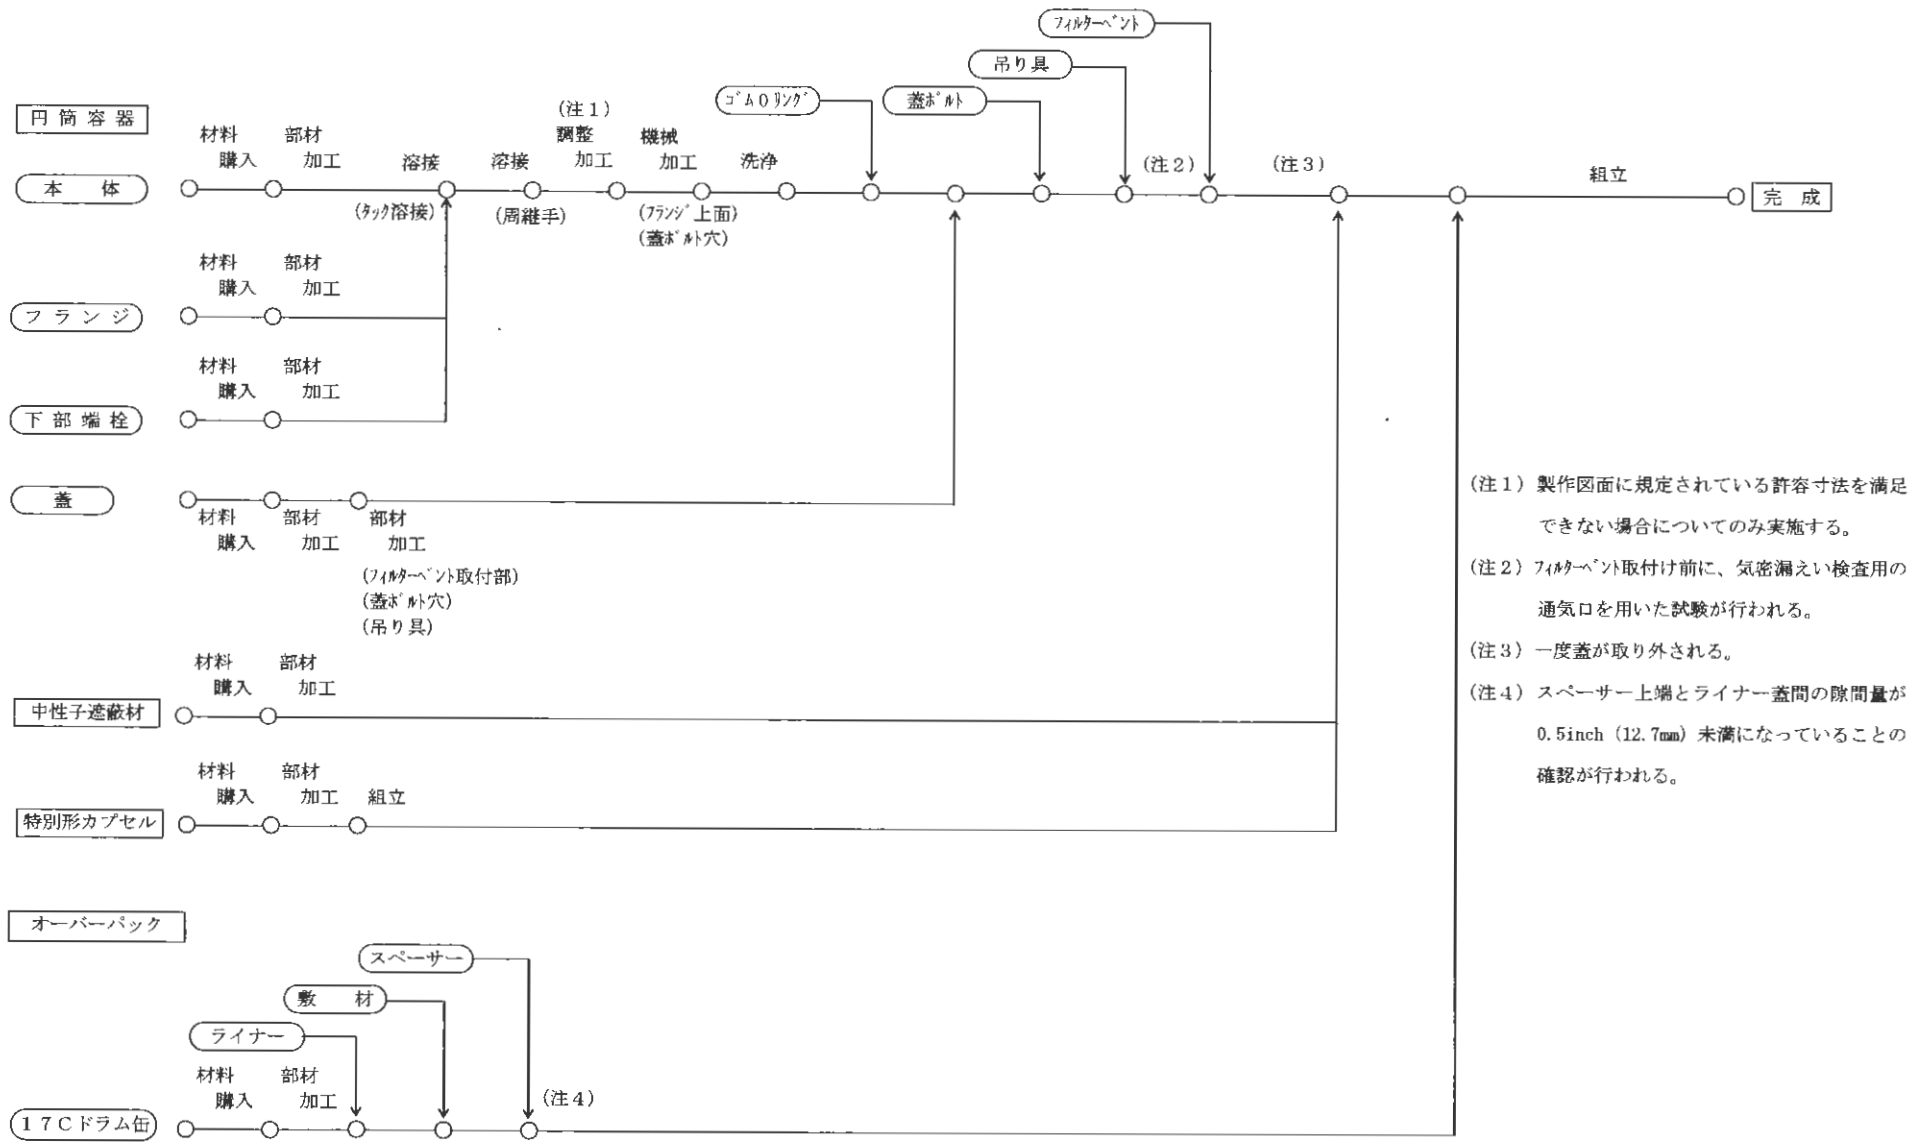 フィルターベント
吊り具
ゴムOリング
蓋ボルト
円筒容器
材料
購入
部材
加工
溶接
溶接
(注1)
調整
加工
機械
加工
洗浄
(注2)
(注3)
組立
本 体
(タック溶接)
(周継手)
(フランジ上面)
(蓋ボルト穴)
完 成
材料
購入
部材
加工
フランジ
材料
購入
部材
加工
下部端栓
蓋
材料
購入
部材
加工
部材
加工
(フィルターベント取付部)
(蓋ボルト穴)
(吊り具)
材料
購入
部材
加工
中性子遮蔽材
材料
購入
部材
加工
組立
特別形カプセル
オーバーパック
スペーサー
敷 材
ライナー
材料
購入
部材
加工
(注4)
17Cドラム缶
(注1)製作図面に規定されている許容寸法を満足
できない場合についてのみ実施する。
(注2)フィルターベント取付け前に、気密漏えい検査用の
通気口を用いた試験が行われる。
(注3)一度蓋が取り外される。
(注4)スペーサー上端とライナー蓋間の隙間量が
0.5inch(12.7mm)未満になっていることの
確認が行われる。